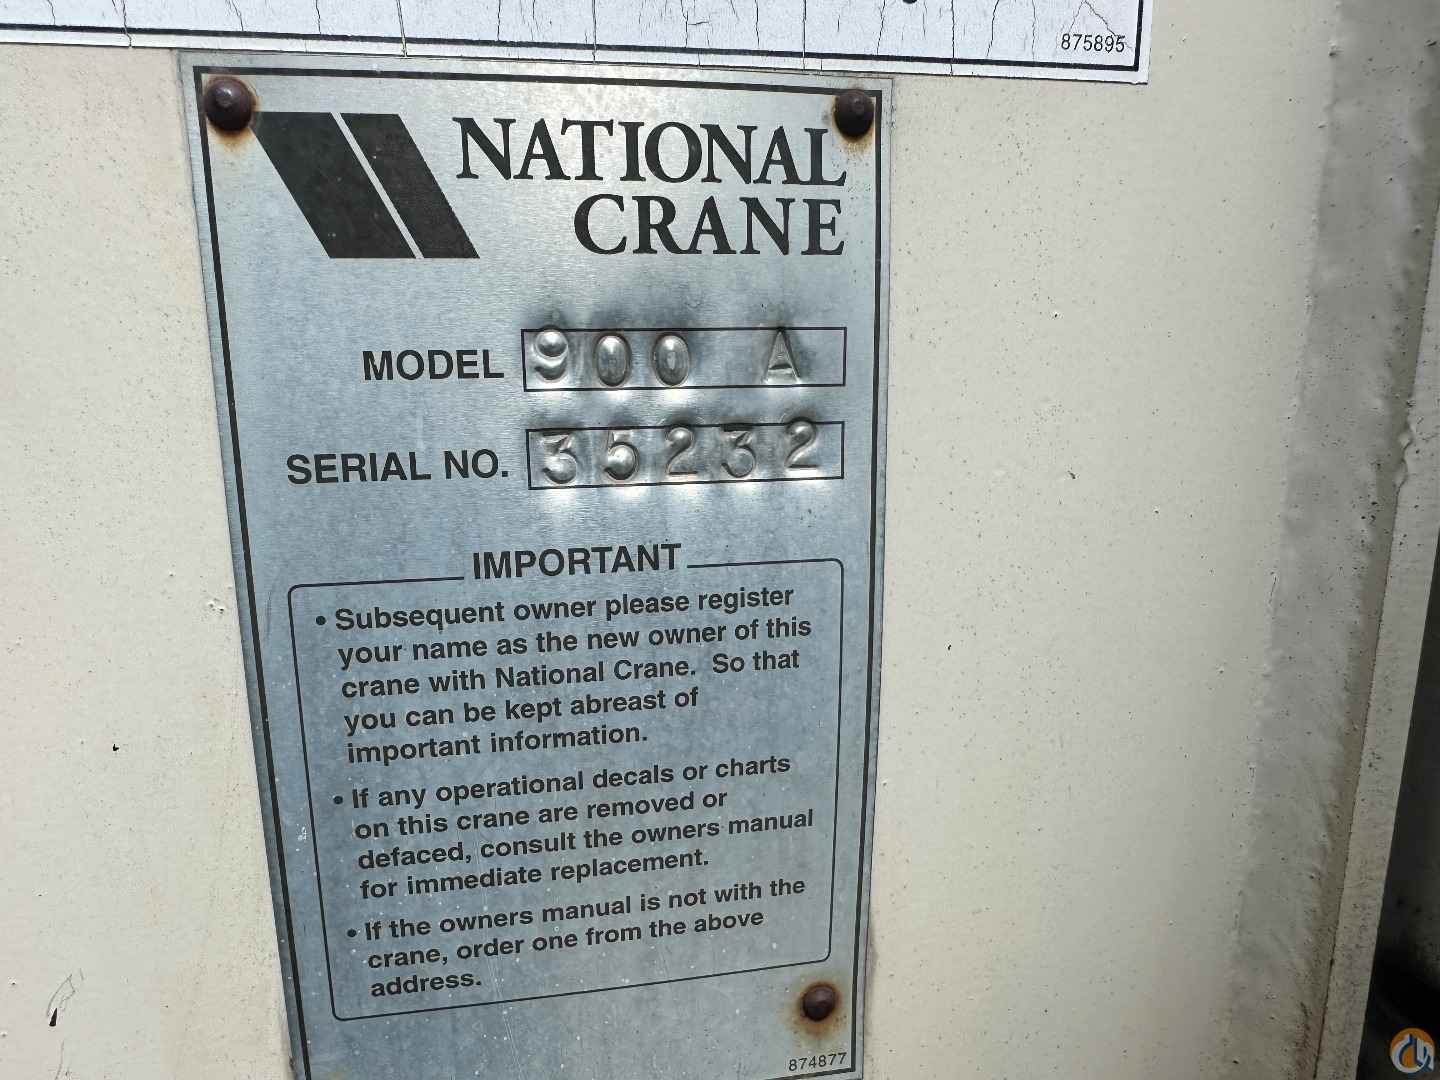 875895
NATIONAL
CRANE
MODEL 900 A
SERIAL NO. 35232
IMPORTANT
• Subsequent owner please register
your name as the new owner of this
crane with National Crane. So that
you can be kept abreast of
important information.
• If any operational decals or charts
on this crane are removed or
defaced, consult the owners manual
for immediate replacement.
• If the owners manual is not with the
crane, order one from the above
address.
874877